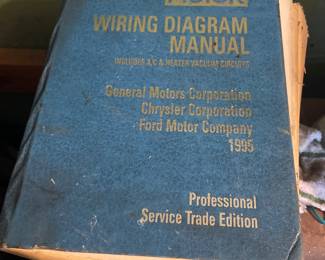 WIRING DIAGRAM
MANUAL
INCLUDES A/C & HEATER VACUUM CIRCUITS
General Motors Corporation
Chrysler Corporation
Ford Motor Company
1995
Professional
Service Trade Edition